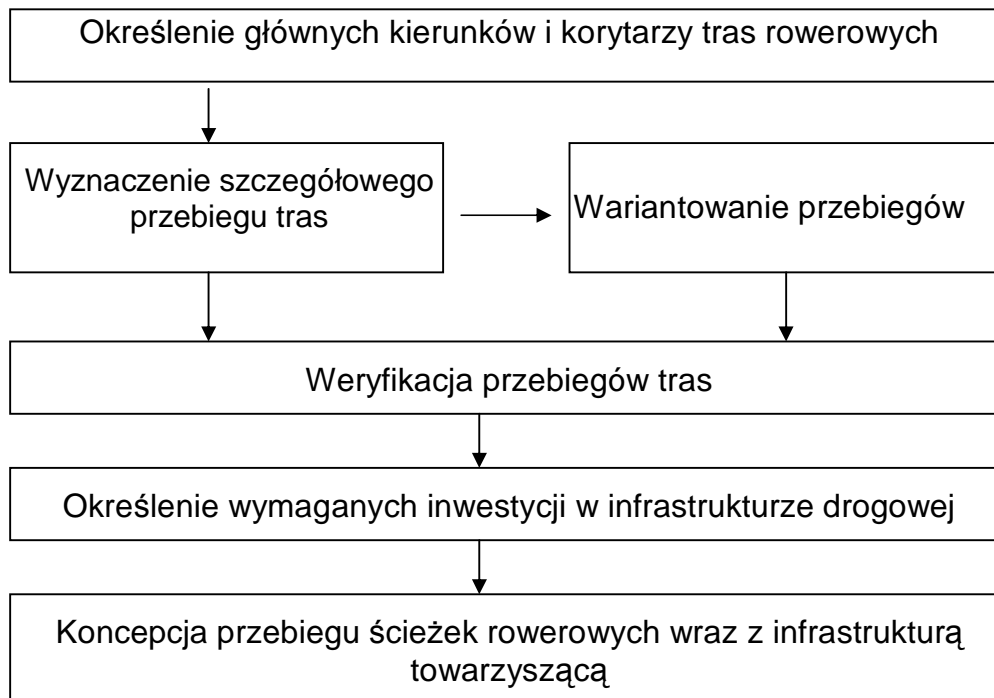 Określenie głównych kierunków i korytarzy tras rowerowych
Wyznaczenie szczegółowego
przebiegu tras
Wariantowanie przebiegów
Weryfikacja przebiegów tras
Określenie wymaganych inwestycji w infrastrukturze drogowej
Koncepcja przebiegu ścieżek rowerowych wraz z infrastrukturą
towarzyszącą